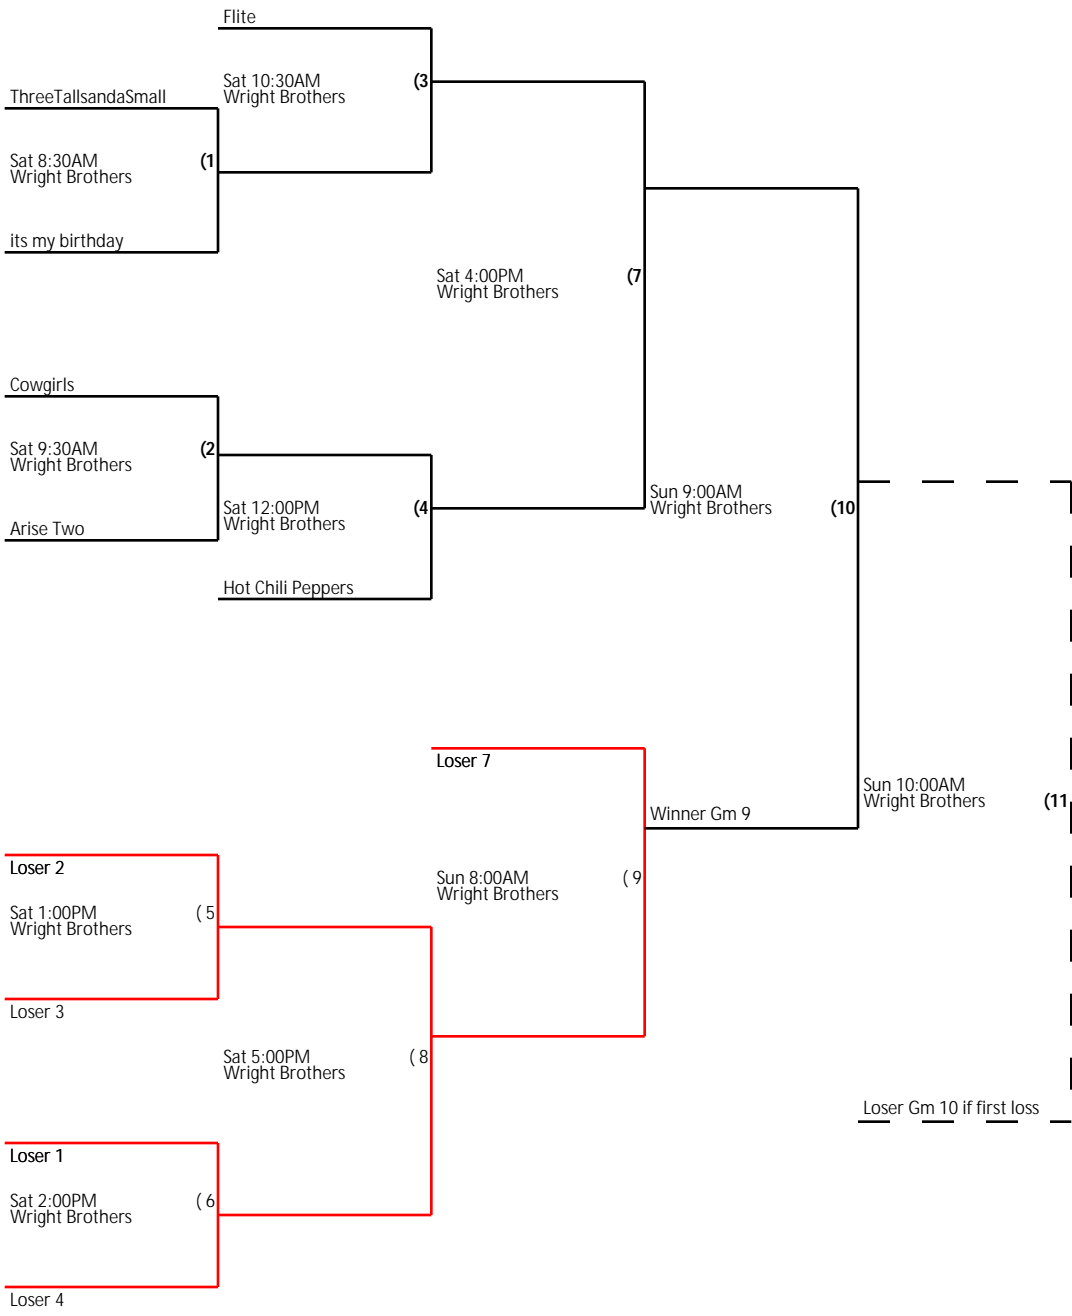 Flite
Sat 10:30AM
Wright Brothers
(3
ThreeTallsandaSmall
Sat 8:30AM
Wright Brothers
(1
its my birthday
Sat 4:00PM
Wright Brothers
(7
Cowgirls
Sat 9:30AM
Wright Brothers
(2
Arise Two
Sat 12:00PM
Wright Brothers
(4
Hot Chili Peppers
Sun 9:00AM
Wright Brothers
(10
Loser 7
Winner Gm 9
Sun 10:00AM
Wright Brothers
(11
Loser 2
Sat 1:00PM
Wright Brothers
( 5
Loser 3
Sun 8:00AM
Wright Brothers
( 9
Sat 5:00PM
Wright Brothers
( 8
Loser Gm 10 if first loss
Loser 1
Sat 2:00PM
Wright Brothers
( 6
Loser 4